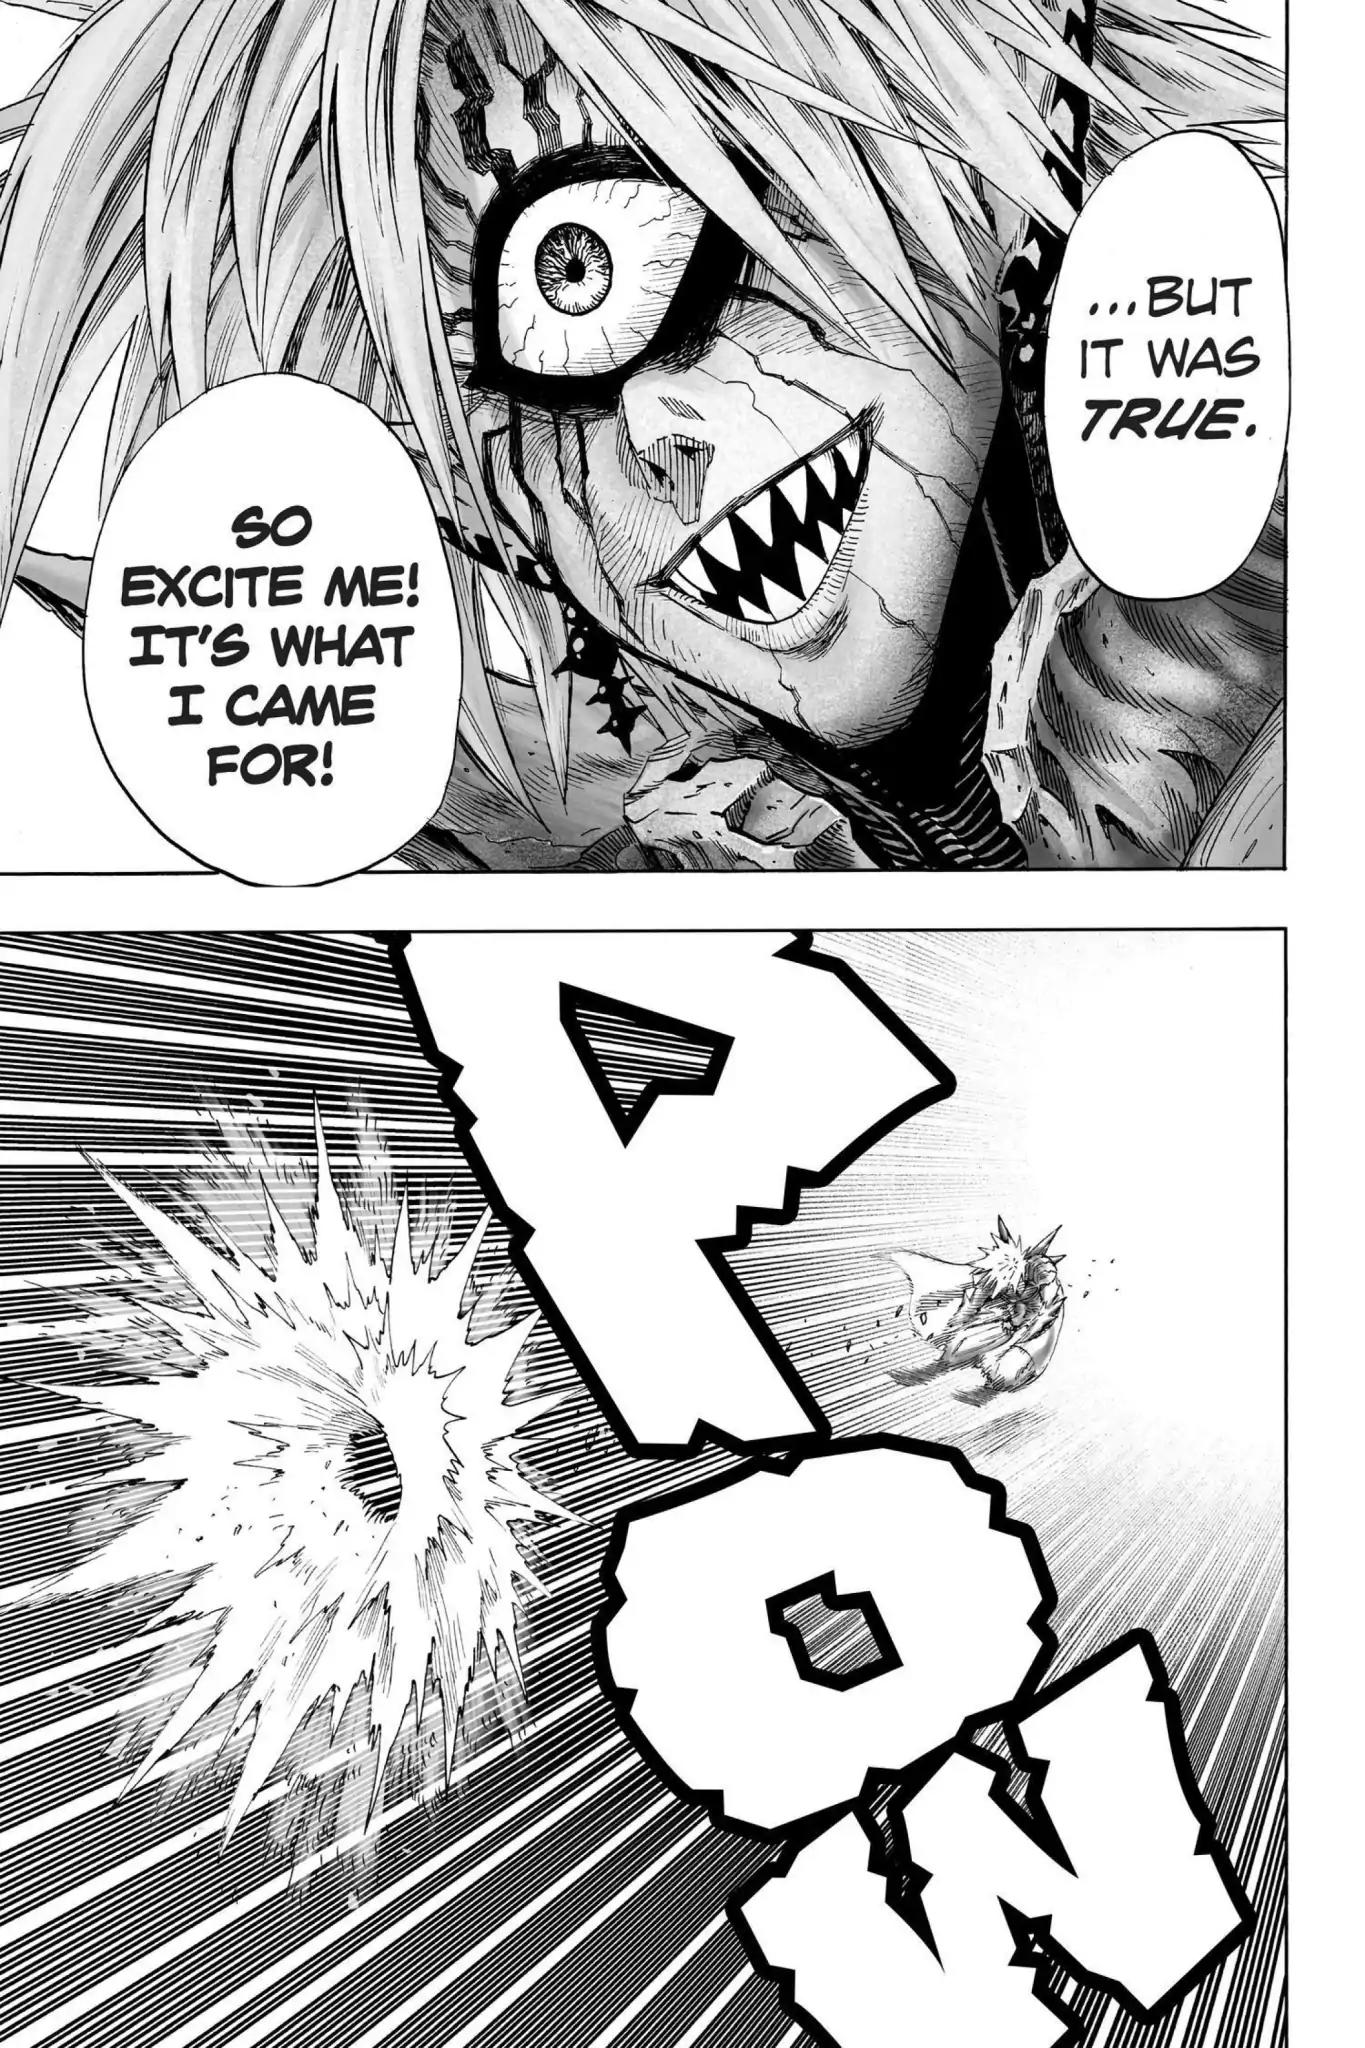 ...BUT
IT WAS
TRUE.
SO
EXCITE ME!
IT'S WHAT
I CAME
FOR!
POW